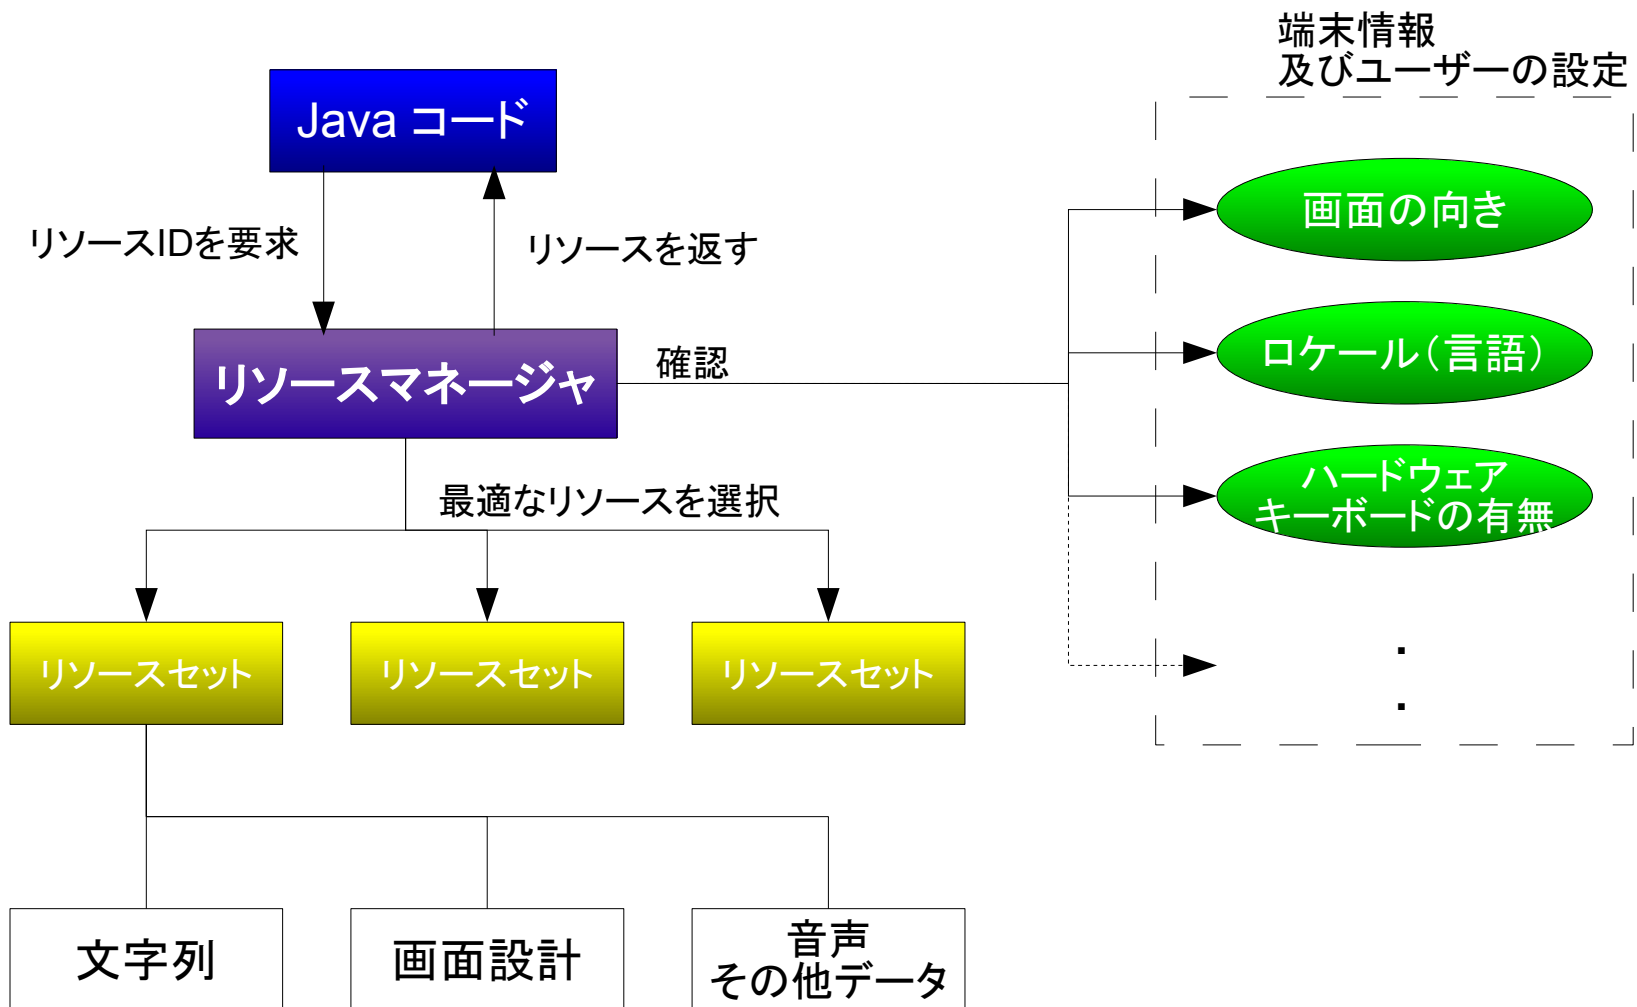 端末情報
及びユーザーの設定
Java コード
画面の向き
リソースIDを要求
リソースを返す
ロケール（言語）
確認
リソースマネージャ
ハードウェア
キーボードの有無
最適なリソースを選択
リソースセット
リソースセット
リソースセット
.
.
文字列
画面設計
音声
その他データ